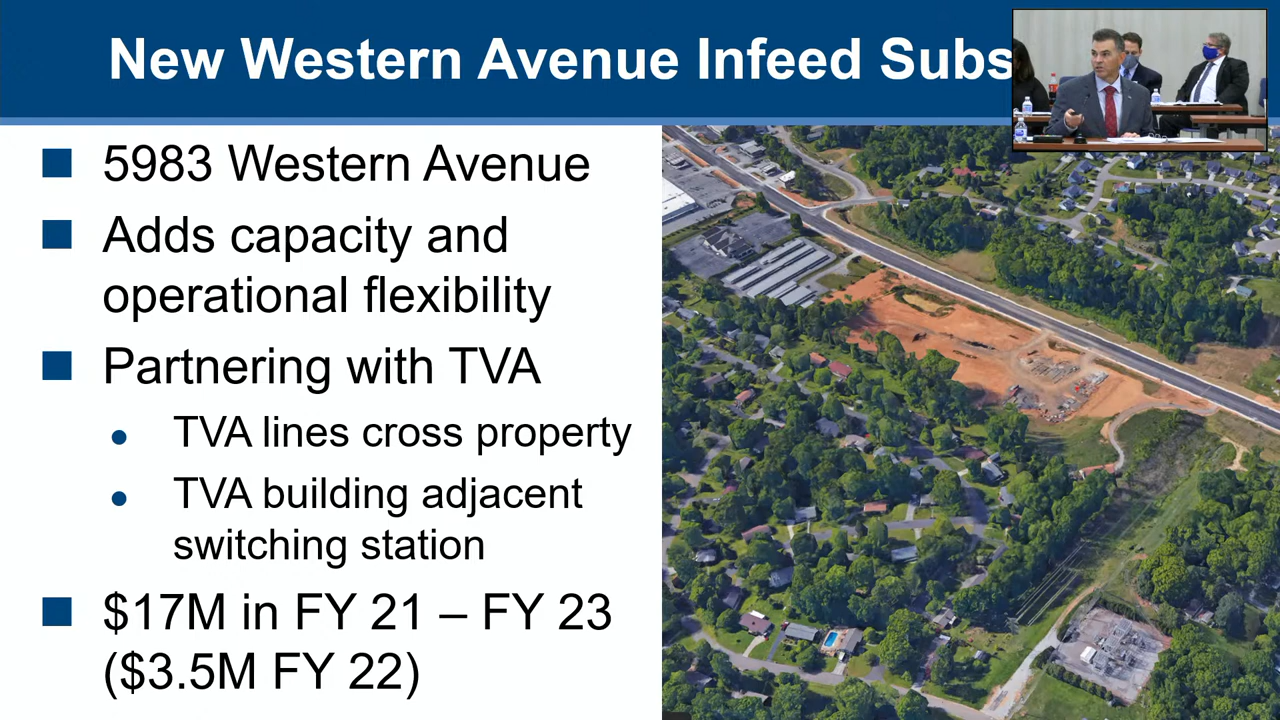 New Western Avenue Infeed Subs
5983 Western Avenue
Adds capacity and
operational flexibility
Partnering with TVA
TVA lines cross property
TVA building adjacent
switching station
$17M in FY 21 – FY 23
($3.5M FY 22)